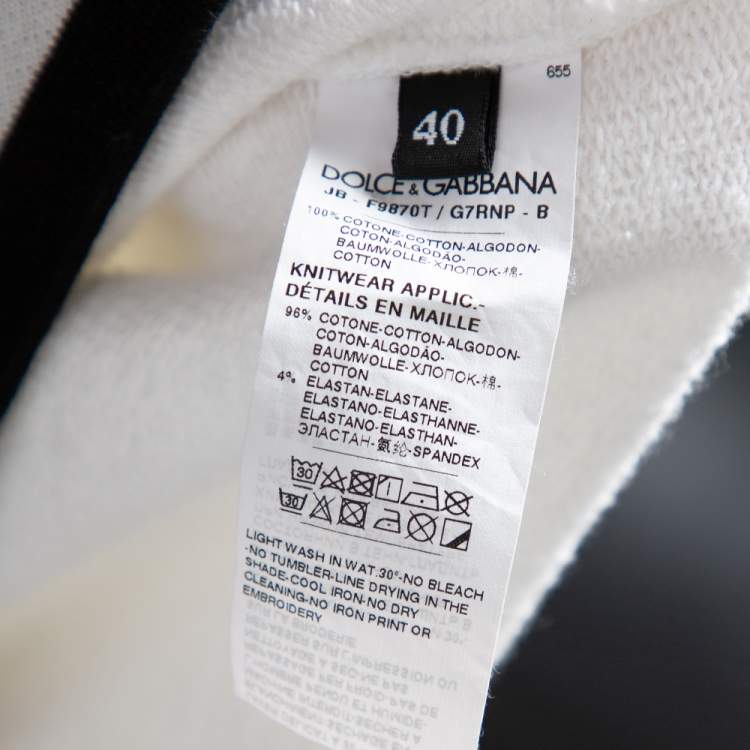 655
40
DOLCE & GABBANA
JB - F9870T / G7RNP - B
100% COTONE-COTTON-ALGODON-
COTON-ALGODÃO-
BAUMWOLLE-ХЛОПОК-棉-
COTTON
KNITWEAR APPLIC.-
DÉTAILS EN MAILLE
96% COTONE-COTTON-ALGODON-
COTON-ALGODÃO-
BAUMWOLLE-ХЛОПОК-棉-
COTTON
4% ELASTAN-ELASTANE-
ELASTANO-ELASTHANNE-
ELASTANO-ELASTHAN-
ЭЛАСТАН-氨纶-SPANDEX
30
30
LIGHT WASH IN WAT.30°-NO BLEACH
-NO TUMBLER-LINE DRYING IN THE
SHADE-COOL IRON-NO DRY
CLEANING-NO IRON PRINT OR
EMBROIDERY